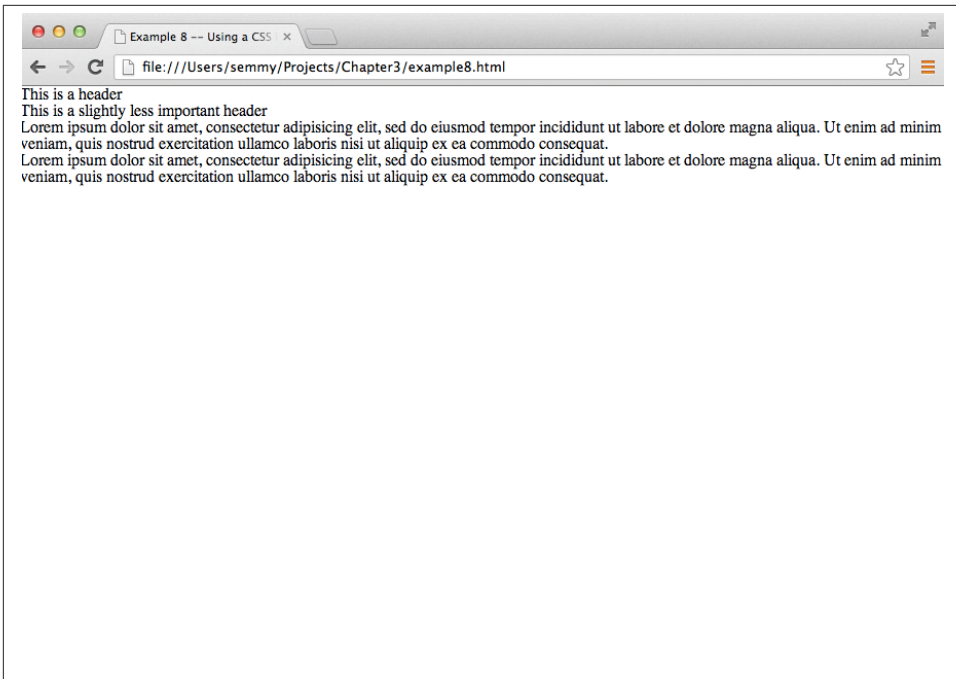 Example 8 -- Using a CSS
file:///Users/semmy/Projects/Chapter3/example8.html
This is a header
This is a slightly less important header
Lorem ipsum dolor sit amet, consectetur adipisicing elit, sed do eiusmod tempor incididunt ut labore et dolore magna aliqua. Ut enim ad minim
veniam, quis nostrud exercitation ullamco laboris nisi ut aliquip ex ea commodo consequat.
Lorem ipsum dolor sit amet, consectetur adipisicing elit, sed do eiusmod tempor incididunt ut labore et dolore magna aliqua. Ut enim ad minim
veniam, quis nostrud exercitation ullamco laboris nisi ut aliquip ex ea commodo consequat.